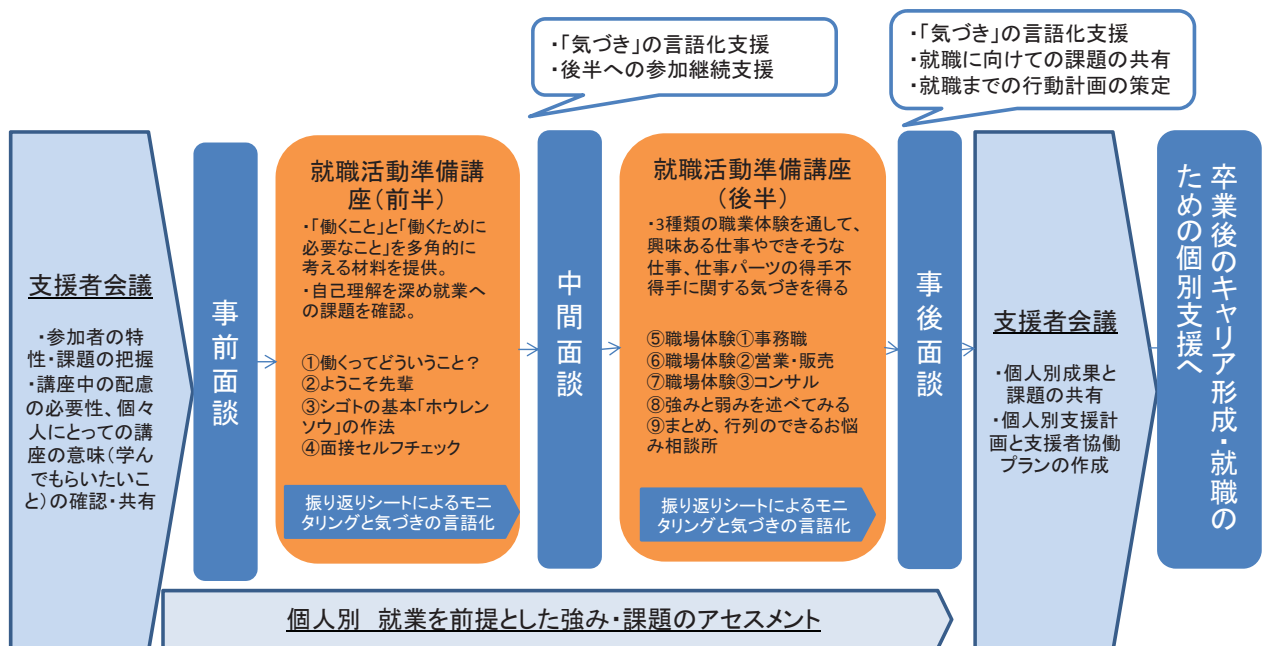 ・「気づき」の言語化支援
・後半への参加継続支援
・「気づき」の言語化支援
・就職に向けての課題の共有
・就職までの行動計画の策定
支援者会議
・参加者の特
性・課題の把握
・講座中の配慮
の必要性、個々
人にとっての講
座の意味(学ん
でもらいたいこ
と)の確認・共有
事前面談
就職活動準備講
座(前半)
・「働くこと」と「働くために
必要なこと」を多角的に
考える材料を提供。
・自己理解を深め就業へ
の課題を確認。
①働くってどういうこと？
②ようこそ先輩
③シゴトの基本「ホウレン
ソウ」の作法
④面接セルフチェック
振り返りシートによるモニ
タリングと気づきの言語化
中間面談
就職活動準備講座
(後半)
・3種類の職業体験を通して、
興味ある仕事やできそうな
仕事、仕事パーツの得手不
得手に関する気づきを得る
⑤職場体験①事務職
⑥職場体験②営業・販売
⑦職場体験③コンサル
⑧強みと弱みを述べてみる
⑨まとめ、行列のできるお悩
み相談所
振り返りシートによるモニ
タリングと気づきの言語化
事後面談
支援者会議
・個人別成果と
課題の共有
・個人別支援計
画と支援者協働
プランの作成
卒業後のキャリア形成・就職の
ための個別支援へ
個人別　就業を前提とした強み・課題のアセスメント